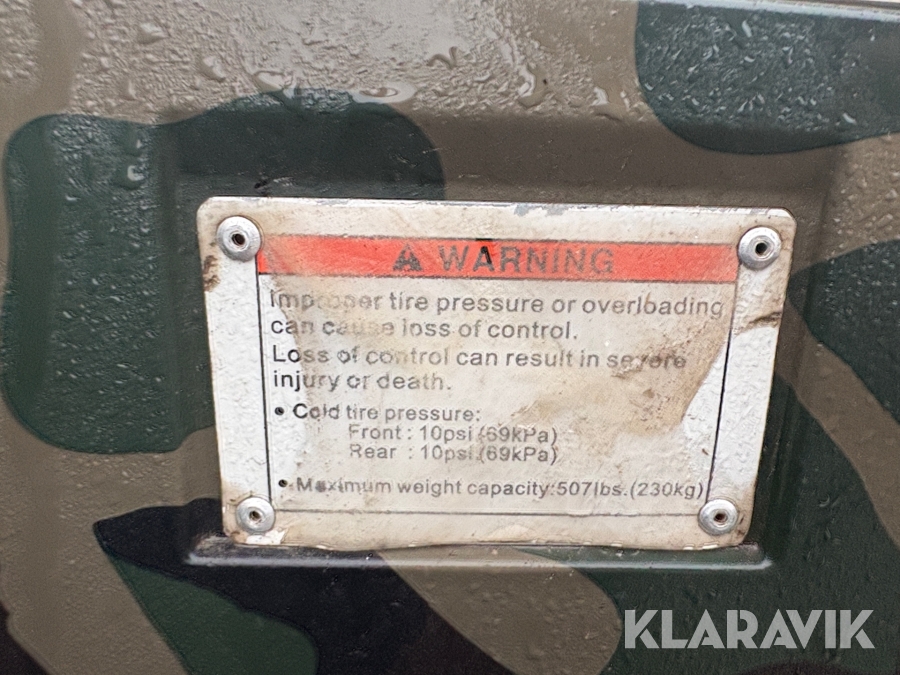 WARNING
Improper tire pressure or overloading
can cause loss of control.
Loss of control can result in severe
injury or death.
• Cold tire pressure:
Front : 10psi (69kPa)
Rear : 10psi (69kPa)
• Maximum weight capacity:507lbs.(230kg)
KLARAVIK